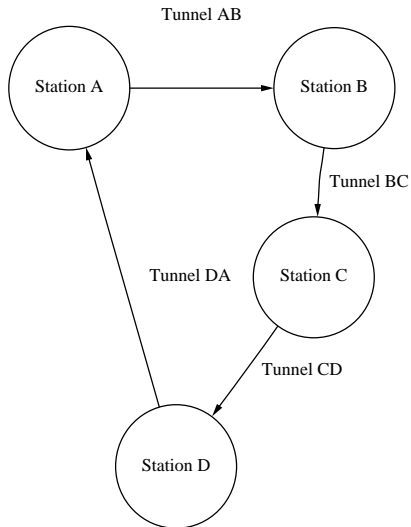 Tunnel AB
Station A
Station B
Tunnel BC
Station C
Tunnel DA
Tunnel CD
Station D